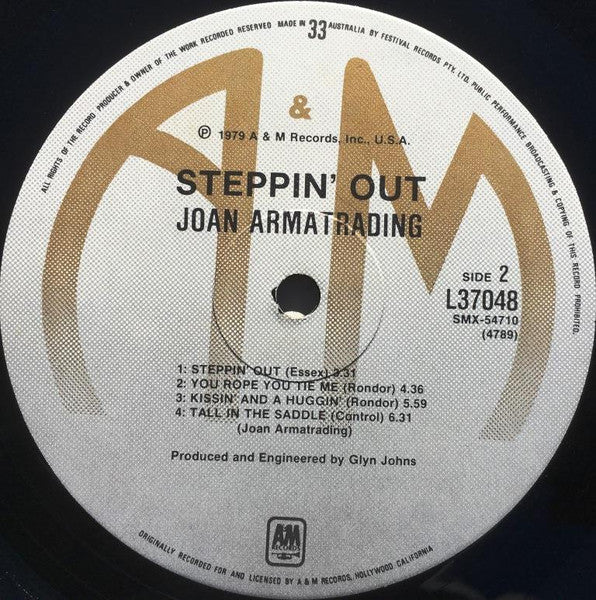 ALL RIGHTS OF THE RECORD PRODUCER & OWNER OF THE WORK RECORDED RESERVED MADE IN 33 AUSTRALIA BY FESTIVAL RECORDS PTY. LTD. PUBLIC PERFORMANCE BROADCASTING & COPYING OF THIS RECORD PROHIBITED.
A & M
℗ 1979 A & M Records, Inc., U.S.A.
STEPPIN' OUT
JOAN ARMATRADING
SIDE 2
L37048
SMX-54710
(4789)
1: STEPPIN' OUT (Essex) 3.31
2: YOU ROPE YOU TIE ME (Rondor) 4.36
3: KISSIN' AND A HUGGIN' (Rondor) 5.59
4: TALL IN THE SADDLE (Control) 6.31
(Joan Armatrading)
Produced and Engineered by Glyn Johns
A&M
RECORDS
ORIGINALLY RECORDED FOR AND LICENSED BY A & M RECORDS, HOLLYWOOD, CALIFORNIA